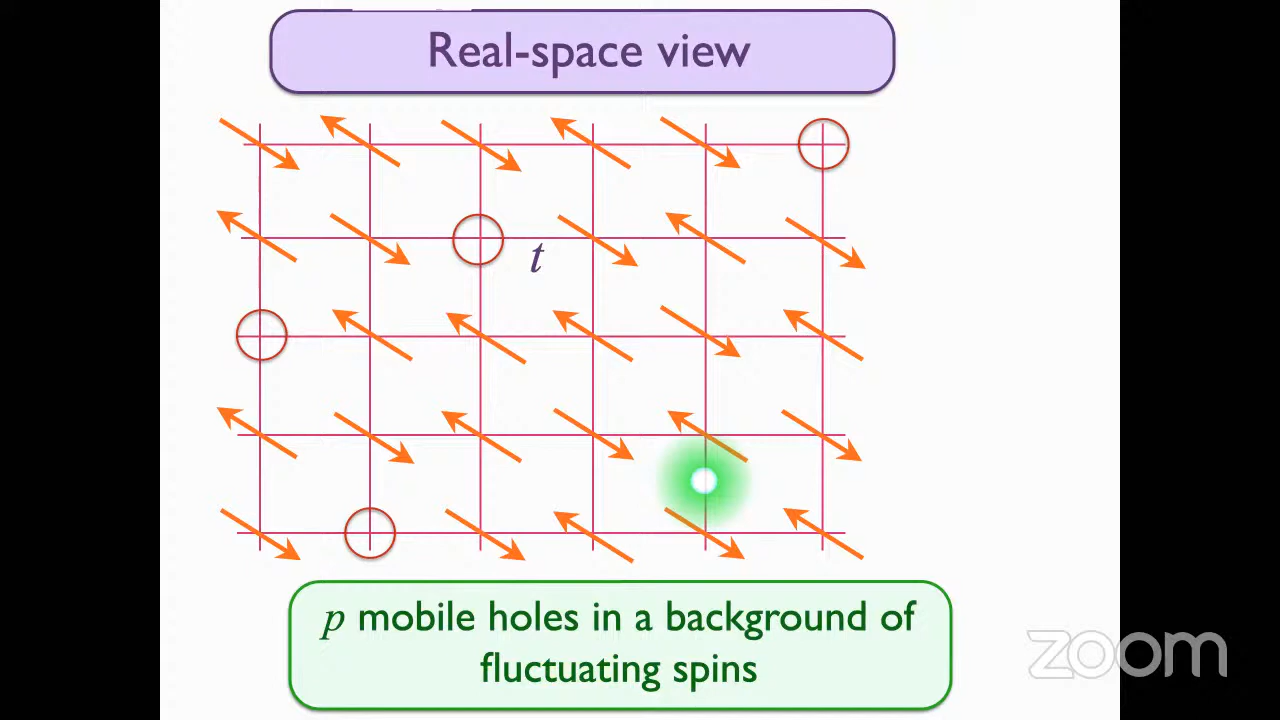 Real-space view
t
p mobile holes in a background of
fluctuating spins
zoom